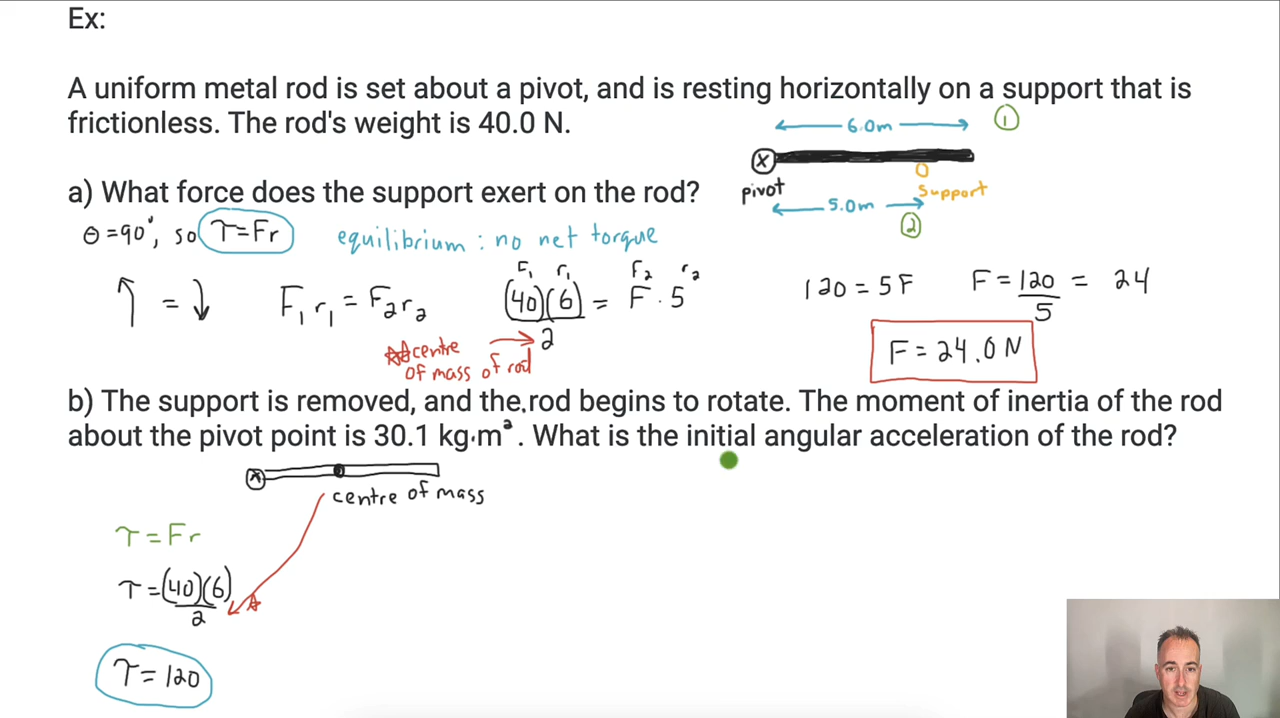 Ex:
A uniform metal rod is set about a pivot, and is resting horizontally on a support that is
frictionless. The rod's weight is 40.0 N.
6.0m
1
x
pivot
support
5.0m
2
a) What force does the support exert on the rod?
θ=90°, so τ=Fr
equilibrium: no net torque
↑ = ↓
F₁r₁ = F₂r₂
F₁ r₁ F₂ r₂
(40)(6) = F · 5
2
centre
of mass of rod
120 = 5F
F = 120 = 24
5
F = 24.0 N
b) The support is removed, and the rod begins to rotate. The moment of inertia of the rod
about the pivot point is 30.1 kg·m². What is the initial angular acceleration of the rod?
x
centre of mass
τ = Fr
τ = (40)(6)
2
τ = 120